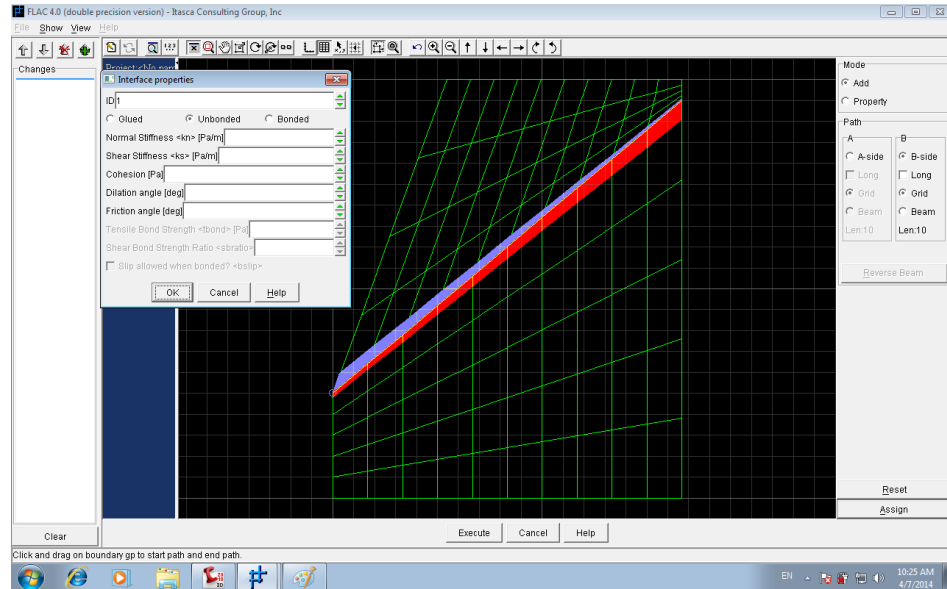 FLAC 4.0 (double precision version) - Itasca Consulting Group, Inc
File Show View Help
Changes
Interface properties
ID 1
Glued Unbonded Bonded
Normal Stiffness <kn> [Pa/m]
Shear Stiffness <ks> [Pa/m]
Cohesion [Pa]
Dilation angle [deg]
Friction angle [deg]
Tensile Bond Strength <tbond> [Pa]
Shear Bond Strength Ratio <sbratio>
Slip allowed when bonded? <bslip>
OK Cancel Help
Mode
Add
Property
Path
A B
A-side B-side
Long Long
Grid Grid
Beam Beam
Len:10 Len:10
Reverse Beam
Reset
Assign
Clear
Execute Cancel Help
Click and drag on boundary gp to start path and end path.
EN
10:25 AM
4/7/2014